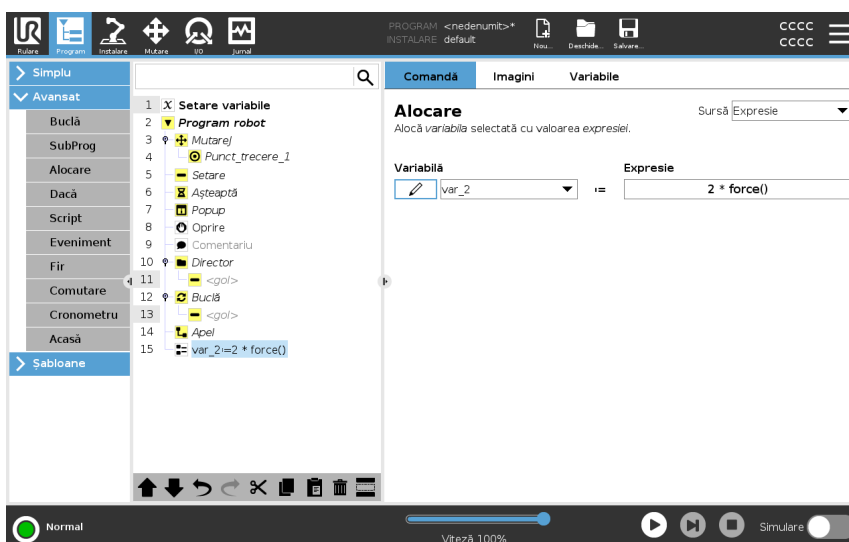 UR
Rulare
Program
Instalare
Mutare
I/O
Jurnal
PROGRAM <nedenumit>*
INSTALARE default
Nou...
Deschide...
Salvare...
CCCC
CCCC
Simplu
Avansat
Buclă
SubProg
Alocare
Dacă
Script
Eveniment
Fir
Comutare
Cronometru
Acasă
Șabloane
1 X Setare variabile
2 Program robot
3 MutareJ
4 Punct_trecere_1
5 Setare
6 Așteaptă
7 Popup
8 Oprire
9 Comentariu
10 Director
11 <gol>
12 Buclă
13 <gol>
14 Apel
15 var_2≔2 * force()
Comandă Imagini Variabile
Alocare
Sursă Expresie
Alocă variabila selectată cu valoarea expresiei.
Variabilă Expresie
var_2 ≔ 2 * force()
Normal
Viteză 100%
Simulare